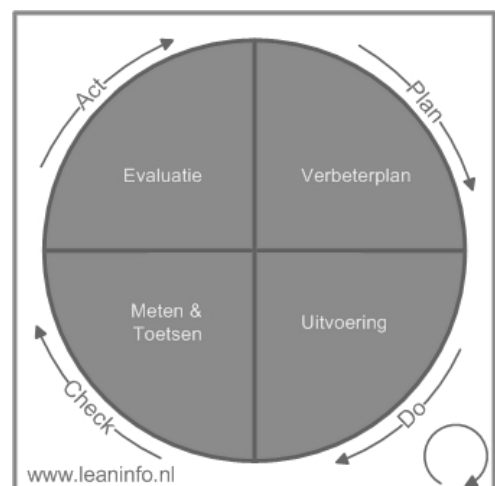 Act
Plan
Evaluatie
Verbeterplan
Meten &
Toetsen
Uitvoering
Check
Do
www.leaninfo.nl